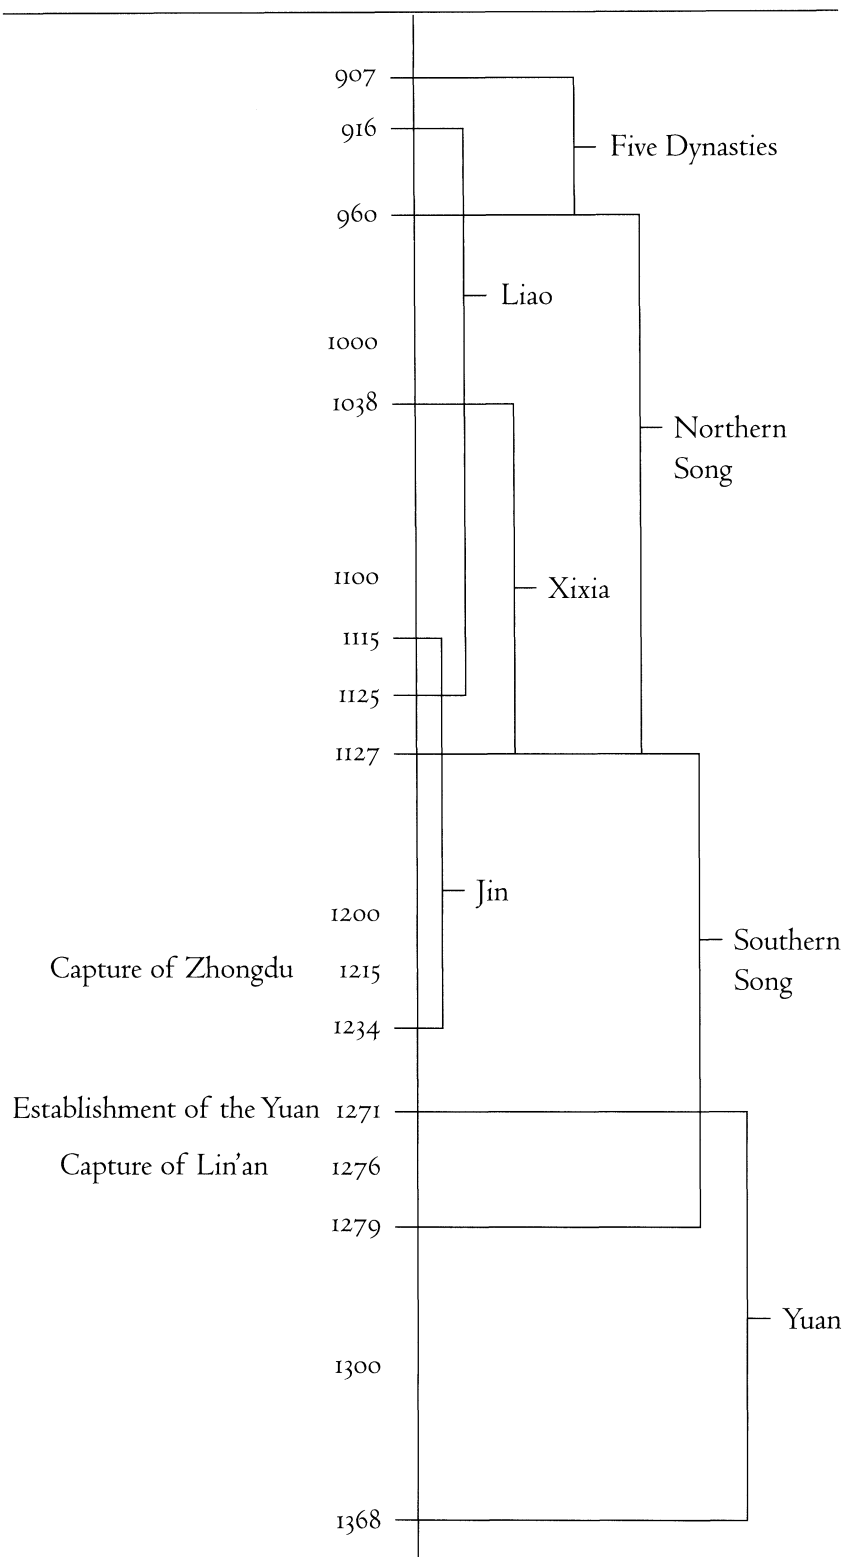 907
916
Five Dynasties
960
Liao
1000
1038
Northern
Song
1100
Xixia
1115
1125
1127
Jin
1200
Southern
Song
Capture of Zhongdu 1215
1234
Establishment of the Yuan 1271
Capture of Lin'an 1276
1279
Yuan
1300
1368